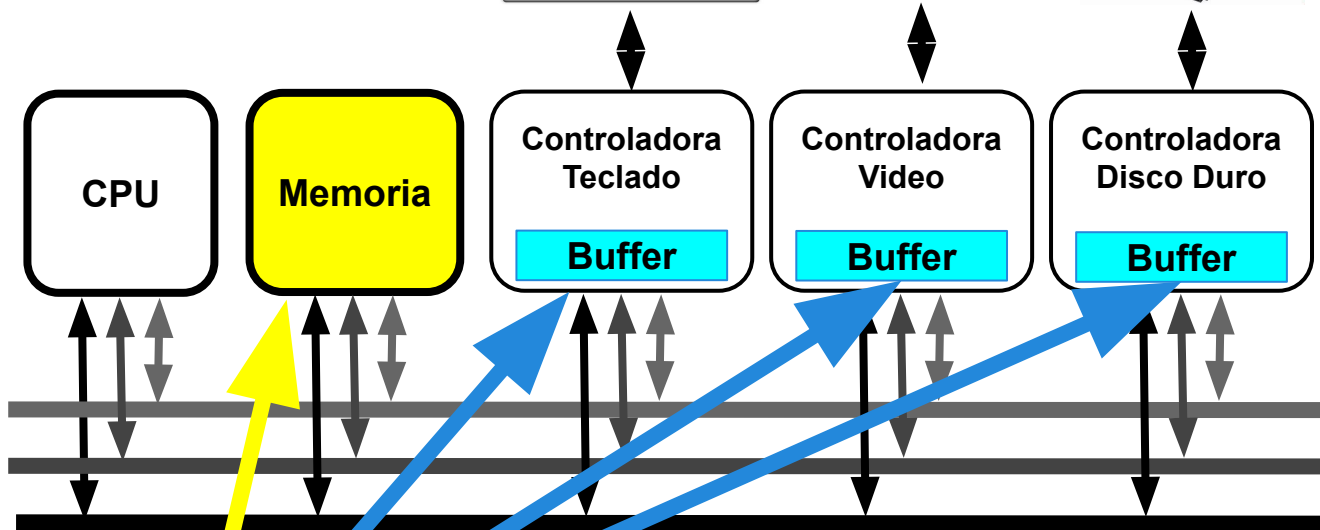 CPU
Memoria
Controladora
Teclado
Buffer
Controladora
Video
Buffer
Controladora
Disco Duro
Buffer